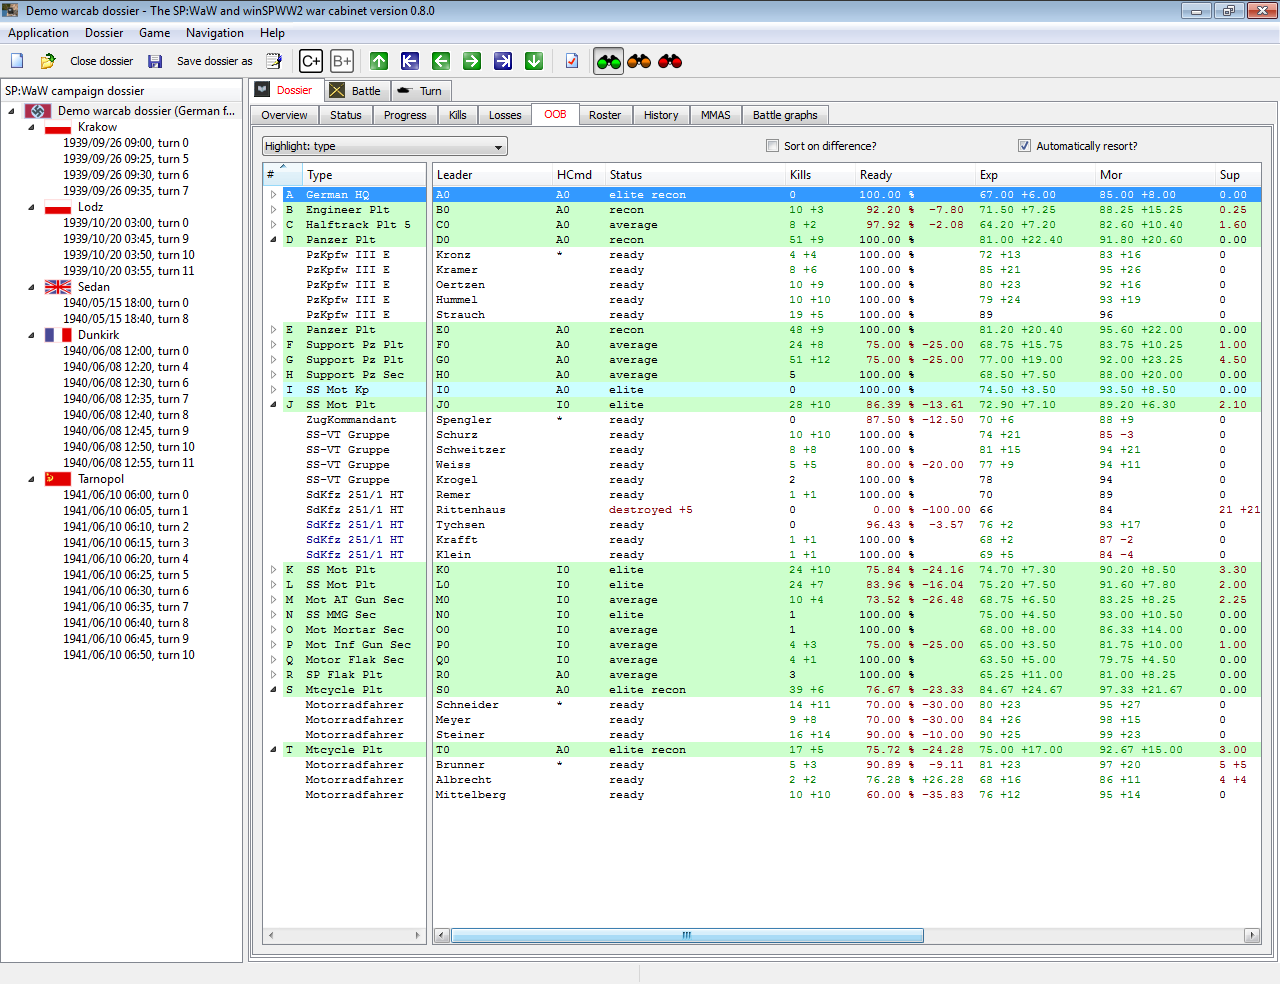 Demo warcab dossier - The SP:WaW and winSPWW2 war cabinet version 0.8.0
Application Dossier Game Navigation Help
Close dossier Save dossier as C+ B+
SP:WaW campaign dossier
Demo warcab dossier (German f...
Krakow
1939/09/26 09:00, turn 0
1939/09/26 09:25, turn 5
1939/09/26 09:30, turn 6
1939/09/26 09:35, turn 7
Lodz
1939/10/20 03:00, turn 0
1939/10/20 03:45, turn 9
1939/10/20 03:50, turn 10
1939/10/20 03:55, turn 11
Sedan
1940/05/15 18:00, turn 0
1940/05/15 18:40, turn 8
Dunkirk
1940/06/08 12:00, turn 0
1940/06/08 12:20, turn 4
1940/06/08 12:30, turn 6
1940/06/08 12:35, turn 7
1940/06/08 12:40, turn 8
1940/06/08 12:45, turn 9
1940/06/08 12:50, turn 10
1940/06/08 12:55, turn 11
Tarnopol
1941/06/10 06:00, turn 0
1941/06/10 06:05, turn 1
1941/06/10 06:10, turn 2
1941/06/10 06:15, turn 3
1941/06/10 06:20, turn 4
1941/06/10 06:25, turn 5
1941/06/10 06:30, turn 6
1941/06/10 06:35, turn 7
1941/06/10 06:40, turn 8
1941/06/10 06:45, turn 9
1941/06/10 06:50, turn 10
Dossier Battle Turn
Overview Status Progress Kills Losses OOB Roster History MMAS Battle graphs
Highlight: type Sort on difference? Automatically resort?
# Type Leader HCmd Status Kills Ready Exp Mor Sup
A German HQ A0 A0 elite recon 0 100.00 % 67.00 +6.00 85.00 +8.00 0.00
B Engineer Plt B0 A0 recon 10 +3 92.20 % -7.80 71.50 +7.25 88.25 +15.25 0.25
C Halftrack Plt 5 C0 A0 average 8 +2 97.92 % -2.08 64.20 +7.20 82.60 +10.40 1.60
D Panzer Plt D0 A0 recon 51 +9 100.00 % 81.00 +22.40 91.80 +20.60 0.00
PzKpfw III E Kronz * ready 4 +4 100.00 % 72 +13 83 +16 0
PzKpfw III E Kramer ready 8 +6 100.00 % 85 +21 95 +26 0
PzKpfw III E Oertzen ready 10 +9 100.00 % 80 +23 92 +16 0
PzKpfw III E Hummel ready 10 +10 100.00 % 79 +24 93 +19 0
PzKpfw III E Strauch ready 19 +5 100.00 % 89 96 0
E Panzer Plt E0 A0 recon 48 +9 100.00 % 81.20 +20.40 95.60 +22.00 0.00
F Support Pz Plt F0 A0 average 24 +8 75.00 % -25.00 68.75 +15.75 83.75 +10.25 1.00
G Support Pz Plt G0 A0 average 51 +12 75.00 % -25.00 77.00 +19.00 92.00 +23.25 4.50
H Support Pz Sec H0 A0 average 5 100.00 % 68.50 +7.50 88.00 +20.00 0.00
I SS Mot Kp I0 A0 elite 0 100.00 % 74.50 +3.50 93.50 +8.50 0.00
J SS Mot Plt J0 I0 elite 28 +10 86.39 % -13.61 72.90 +7.10 89.20 +6.30 2.10
ZugKommandant Spengler * ready 0 87.50 % -12.50 70 +6 88 +9 0
SS-VT Gruppe Schurz ready 10 +10 100.00 % 74 +21 85 -3 0
SS-VT Gruppe Schweitzer ready 8 +8 100.00 % 81 +15 94 +21 0
SS-VT Gruppe Weiss ready 5 +5 80.00 % -20.00 77 +9 94 +11 0
SS-VT Gruppe Krogel ready 2 100.00 % 78 94 0
SdKfz 251/1 HT Remer ready 1 +1 100.00 % 70 89 0
SdKfz 251/1 HT Rittenhaus destroyed +5 0 0.00 % -100.00 66 84 21 +21
SdKfz 251/1 HT Tychsen ready 0 96.43 % -3.57 76 +2 93 +17 0
SdKfz 251/1 HT Krafft ready 1 +1 100.00 % 68 +2 87 -2 0
SdKfz 251/1 HT Klein ready 1 +1 100.00 % 69 +5 84 -4 0
K SS Mot Plt K0 I0 elite 24 +10 75.84 % -24.16 74.70 +7.30 90.20 +8.50 3.30
L SS Mot Plt L0 I0 elite 24 +7 83.96 % -16.04 75.20 +7.50 91.60 +7.80 2.00
M Mot AT Gun Sec M0 I0 average 10 +4 73.52 % -26.48 68.75 +6.50 83.25 +8.25 2.25
N SS MMG Sec N0 I0 elite 1 100.00 % 75.00 +4.50 93.00 +10.50 0.00
O Mot Mortar Sec O0 I0 average 1 100.00 % 68.00 +8.00 86.33 +14.00 0.00
P Mot Inf Gun Sec P0 I0 average 4 +3 75.00 % -25.00 65.00 +3.50 81.75 +10.00 1.00
Q Motor Flak Sec Q0 I0 average 4 +1 100.00 % 63.50 +5.00 79.75 +4.50 0.00
R SP Flak Plt R0 A0 average 3 100.00 % 65.25 +11.00 81.00 +8.25 0.00
S Mtcycle Plt S0 A0 elite recon 39 +6 76.67 % -23.33 84.67 +24.67 97.33 +21.67 0.00
Motorradfahrer Schneider * ready 14 +11 70.00 % -30.00 80 +23 95 +27 0
Motorradfahrer Meyer ready 9 +8 70.00 % -30.00 84 +26 98 +15 0
Motorradfahrer Steiner ready 16 +14 90.00 % -10.00 90 +25 99 +23 0
T Mtcycle Plt T0 A0 elite recon 17 +5 75.72 % -24.28 75.00 +17.00 92.67 +15.00 3.00
Motorradfahrer Brunner * ready 5 +3 90.89 % -9.11 81 +23 97 +20 5 +5
Motorradfahrer Albrecht ready 2 +2 76.28 % +26.28 68 +16 86 +11 4 +4
Motorradfahrer Mittelberg ready 10 +10 60.00 % -35.83 76 +12 95 +14 0